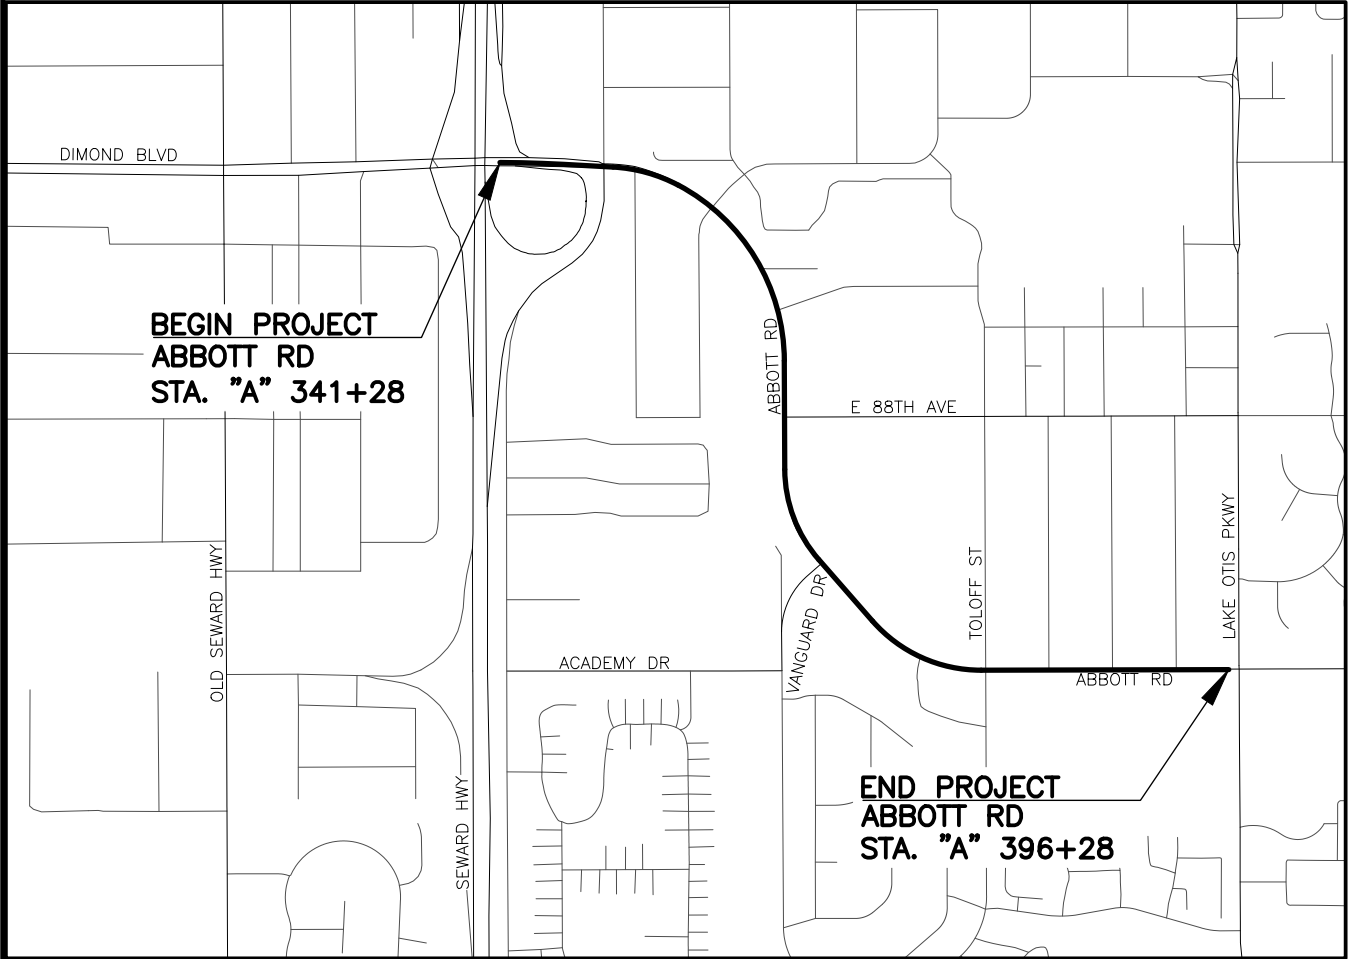 DIMOND BLVD
BEGIN PROJECT
ABBOTT RD
STA. "A" 341+28
ABBOTT RD
E 88TH AVE
OLD SEWARD HWY
SEWARD HWY
ACADEMY DR
VANGUARD DR
TOLOFF ST
LAKE OTIS PKWY
ABBOTT RD
END PROJECT
ABBOTT RD
STA. "A" 396+28